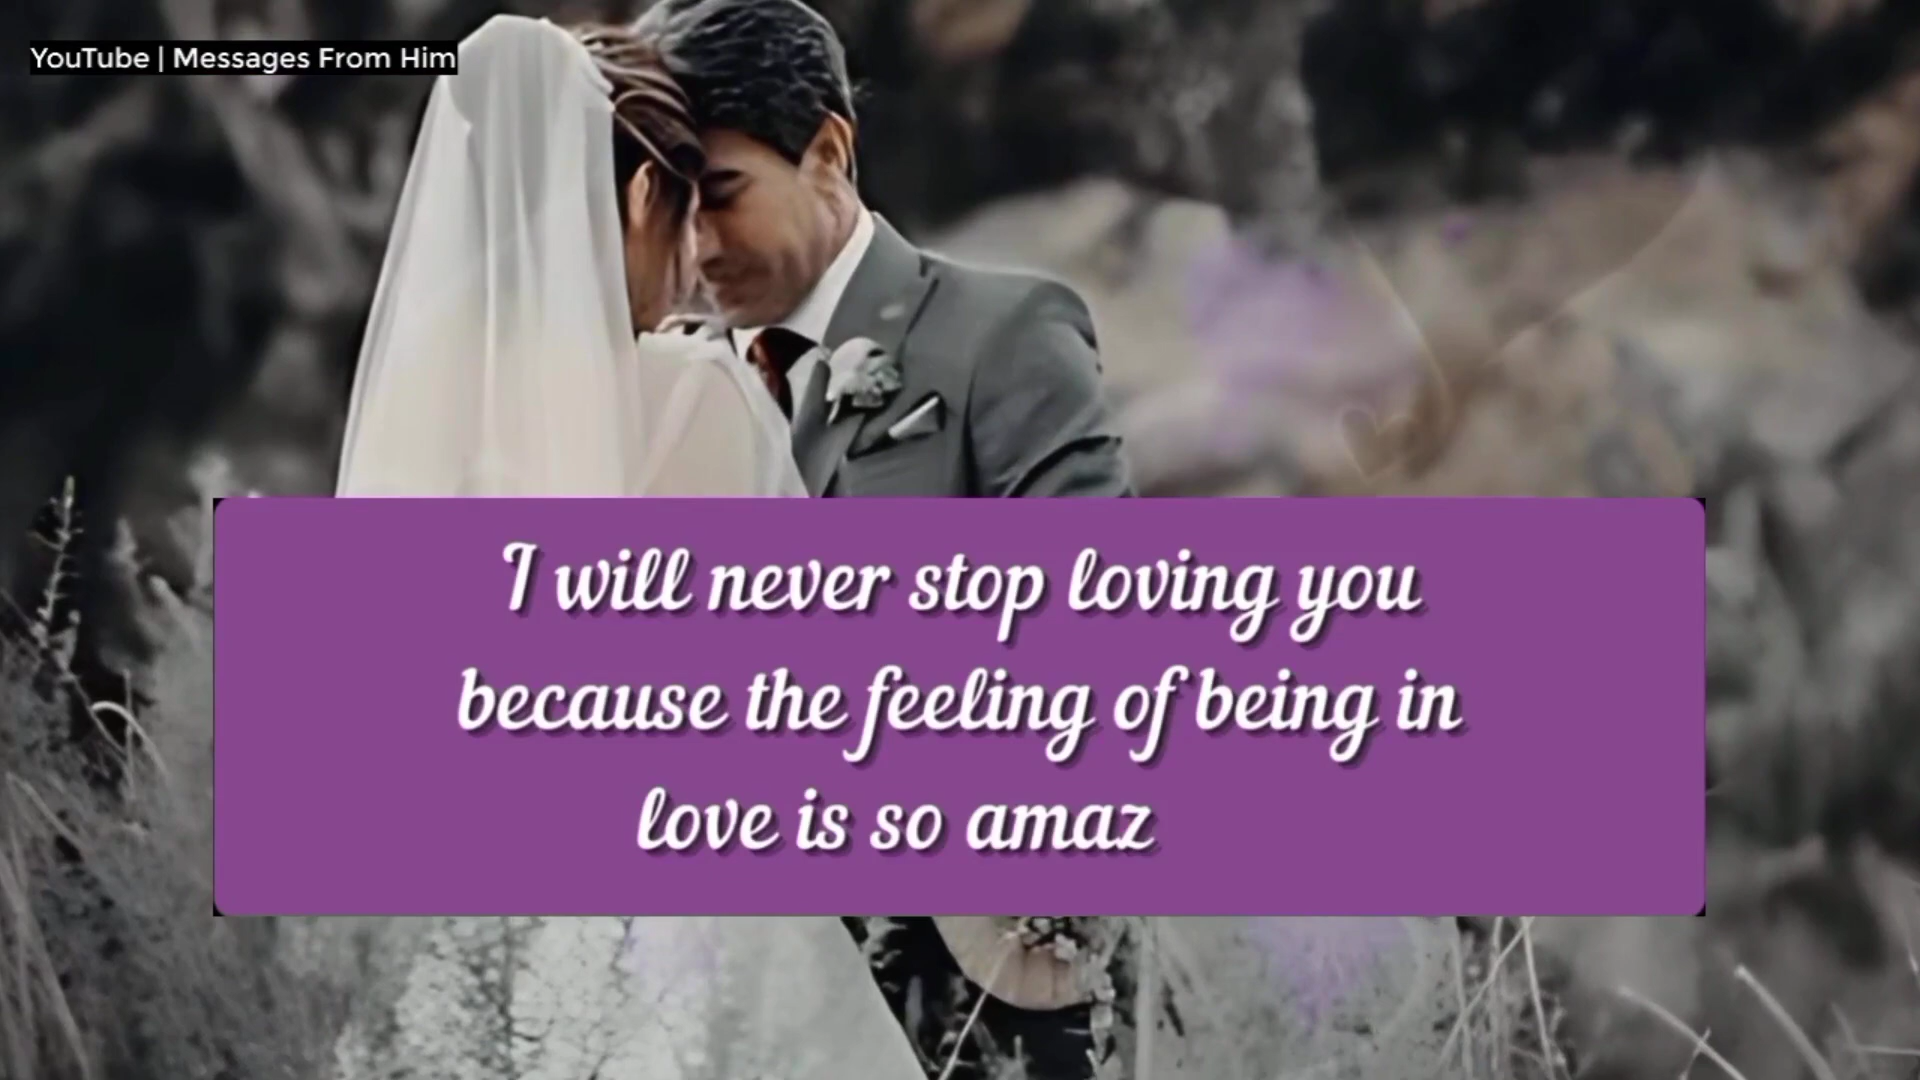 YouTube | Messages From Him
I will never stop loving you
because the feeling of being in
love is so amaz